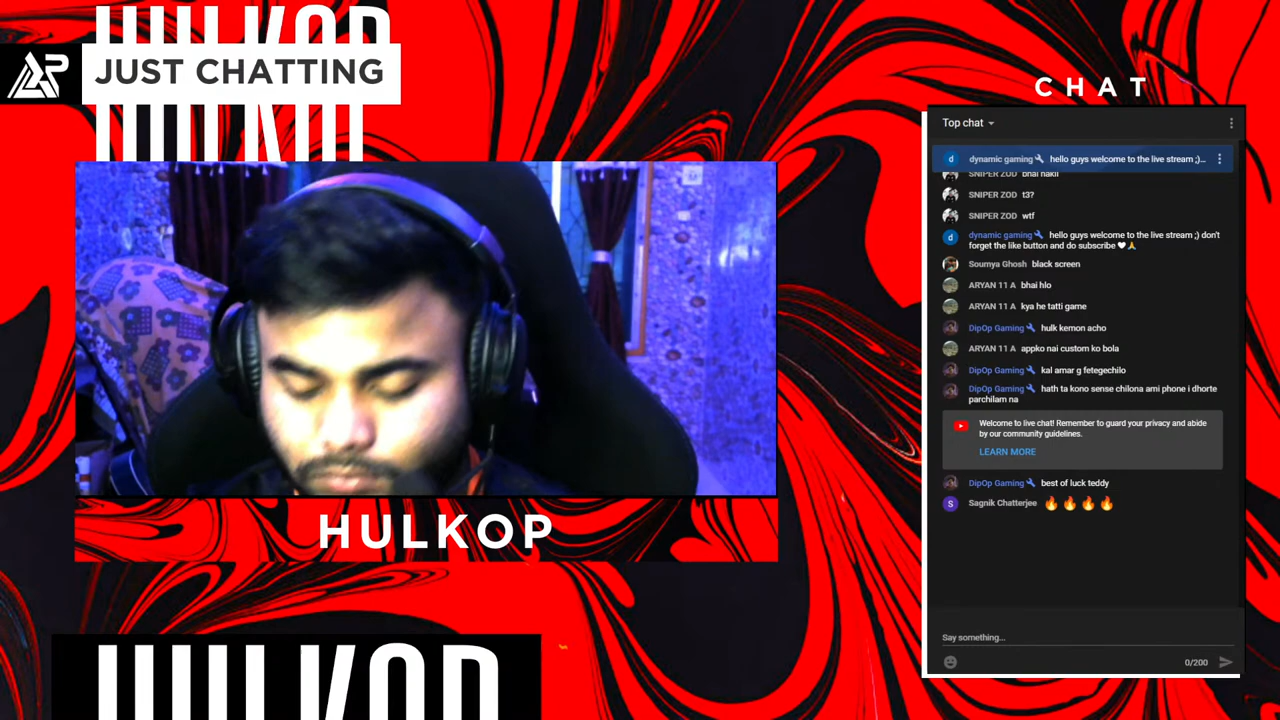 HULKOP
JUST CHATTING
HULKOP
CHAT
Top chat
dynamic gaming hello guys welcome to the live stream ;)...
SNIPER ZOD bhai nakli
SNIPER ZOD t3?
SNIPER ZOD wtf
dynamic gaming hello guys welcome to the live stream ;) don't
forget the like button and do subscribe 🤍🙏
Soumya Ghosh black screen
ARYAN 11 A bhai hlo
ARYAN 11 A kya he tatti game
DipOp Gaming hulk kemon acho
ARYAN 11 A appko nai custom ko bola
DipOp Gaming kal amar g fetegechilo
DipOp Gaming hath ta kono sense chilona ami phone i dhorte
parchilam na
Welcome to live chat! Remember to guard your privacy and abide
by our community guidelines.
LEARN MORE
DipOp Gaming best of luck teddy
S Sagnik Chatterjee 🔥🔥🔥🔥
Say something...
0/200
HULKOP
HULKOP